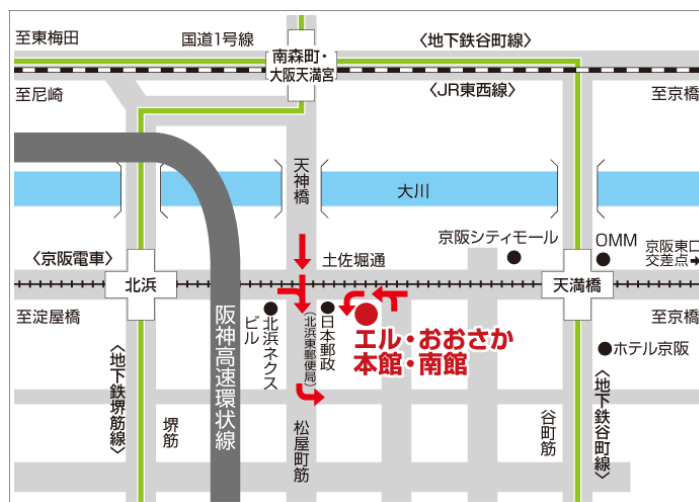 至東梅田
国道1号線
南森町・
大阪天満宮
〈地下鉄谷町線〉
至尼崎
〈JR東西線〉
至京橋
天神橋
大川
京阪シティモール
OMM
京阪東口
交差点➡
〈京阪電車〉
北浜
土佐堀通
天満橋
至淀屋橋
阪神高速環状線
北浜ネクス
ビル
日本郵政
(北浜東郵便局)
エル・おおさか
本館・南館
至京橋
ホテル京阪
〈地下鉄堺筋線〉
堺筋
松屋町筋
谷町筋
〈地下鉄谷町線〉